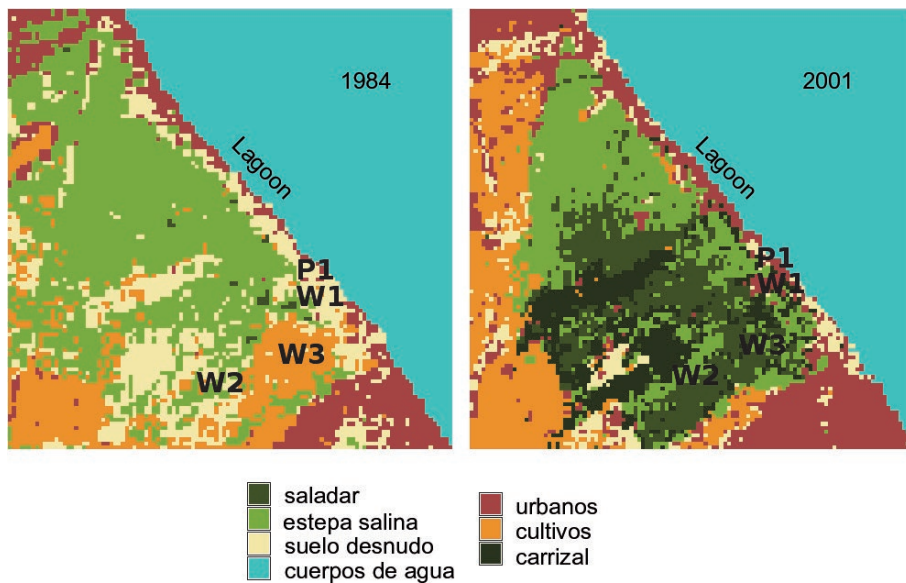 1984
Lagoon
P1
W1
W3
W2
2001
Lagoon
P1
W1
W3
W2
saladar
estepa salina
suelo desnudo
cuerpos de agua
urbanos
cultivos
carrizal